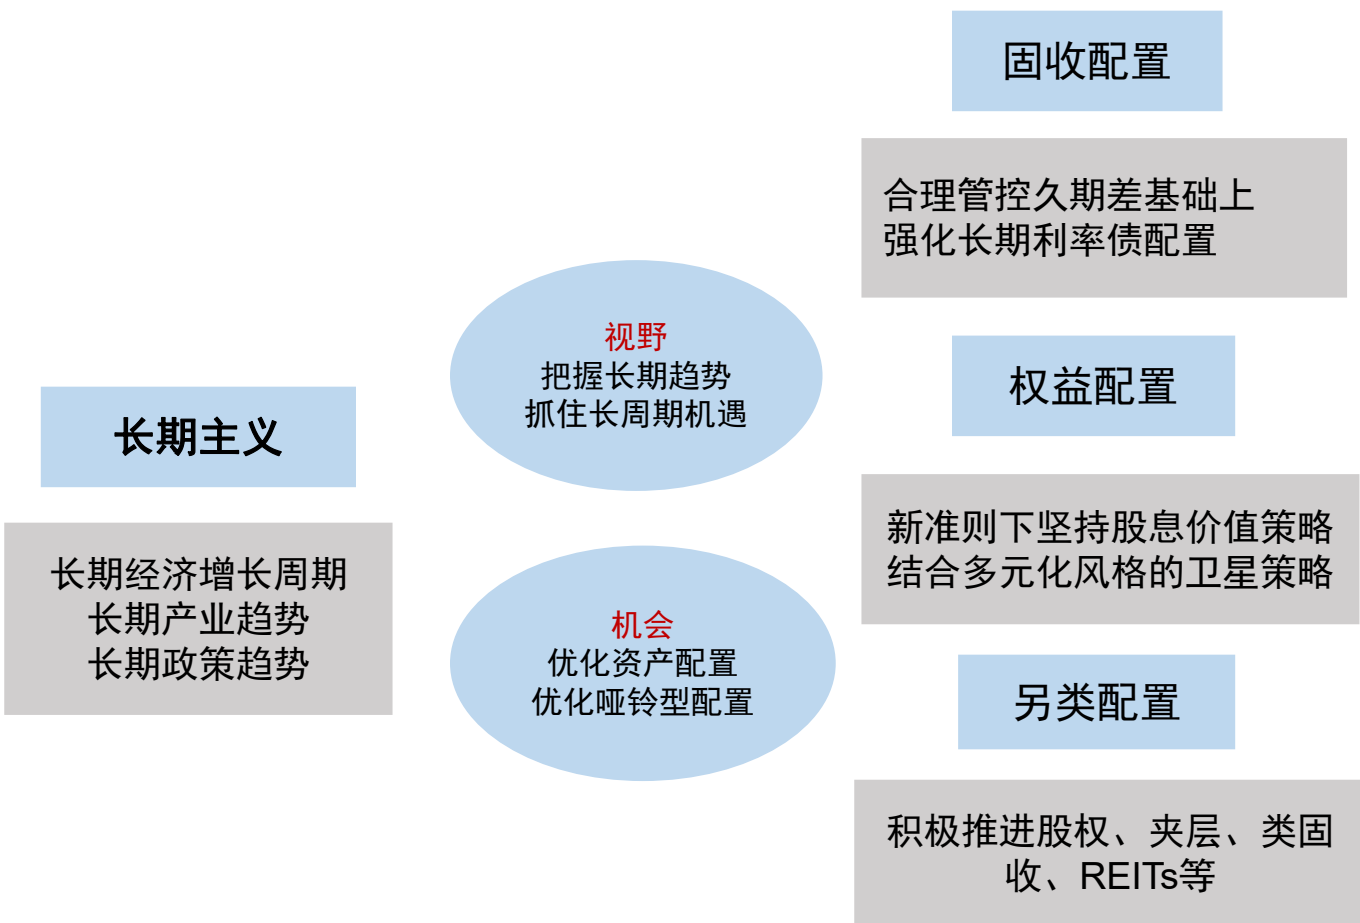 长期主义
长期经济增长周期
长期产业趋势
长期政策趋势
视野
把握长期趋势
抓住长周期机遇
机会
优化资产配置
优化哑铃型配置
固收配置
合理管控久期差基础上
强化长期利率债配置
权益配置
新准则下坚持股息价值策略
结合多元化风格的卫星策略
另类配置
积极推进股权、夹层、类固
收、REITs等